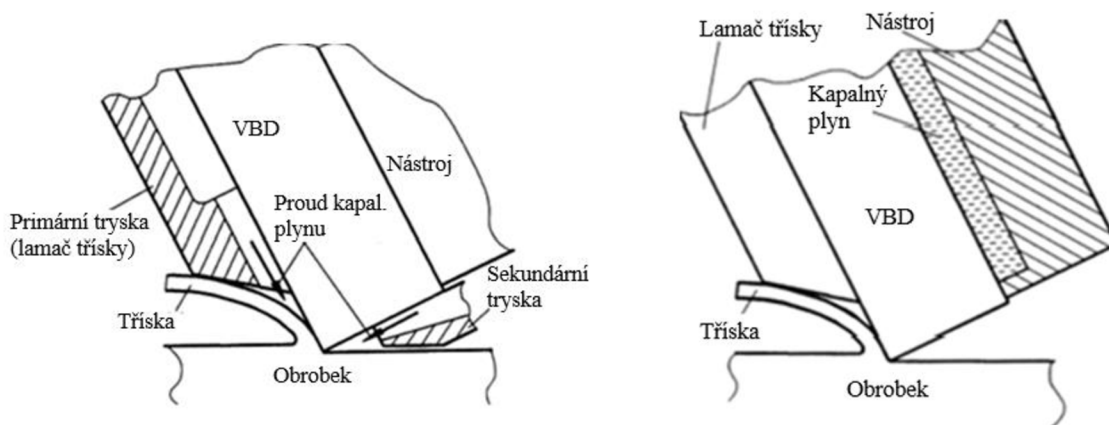 VBD
Nástroj
Proud kapal.
plynu
Primární tryska
(lamač třísky)
Sekundární
tryska
Tříska
Obrobek
Lamač třísky
Nástroj
Kapalný
plyn
VBD
Tříska
Obrobek